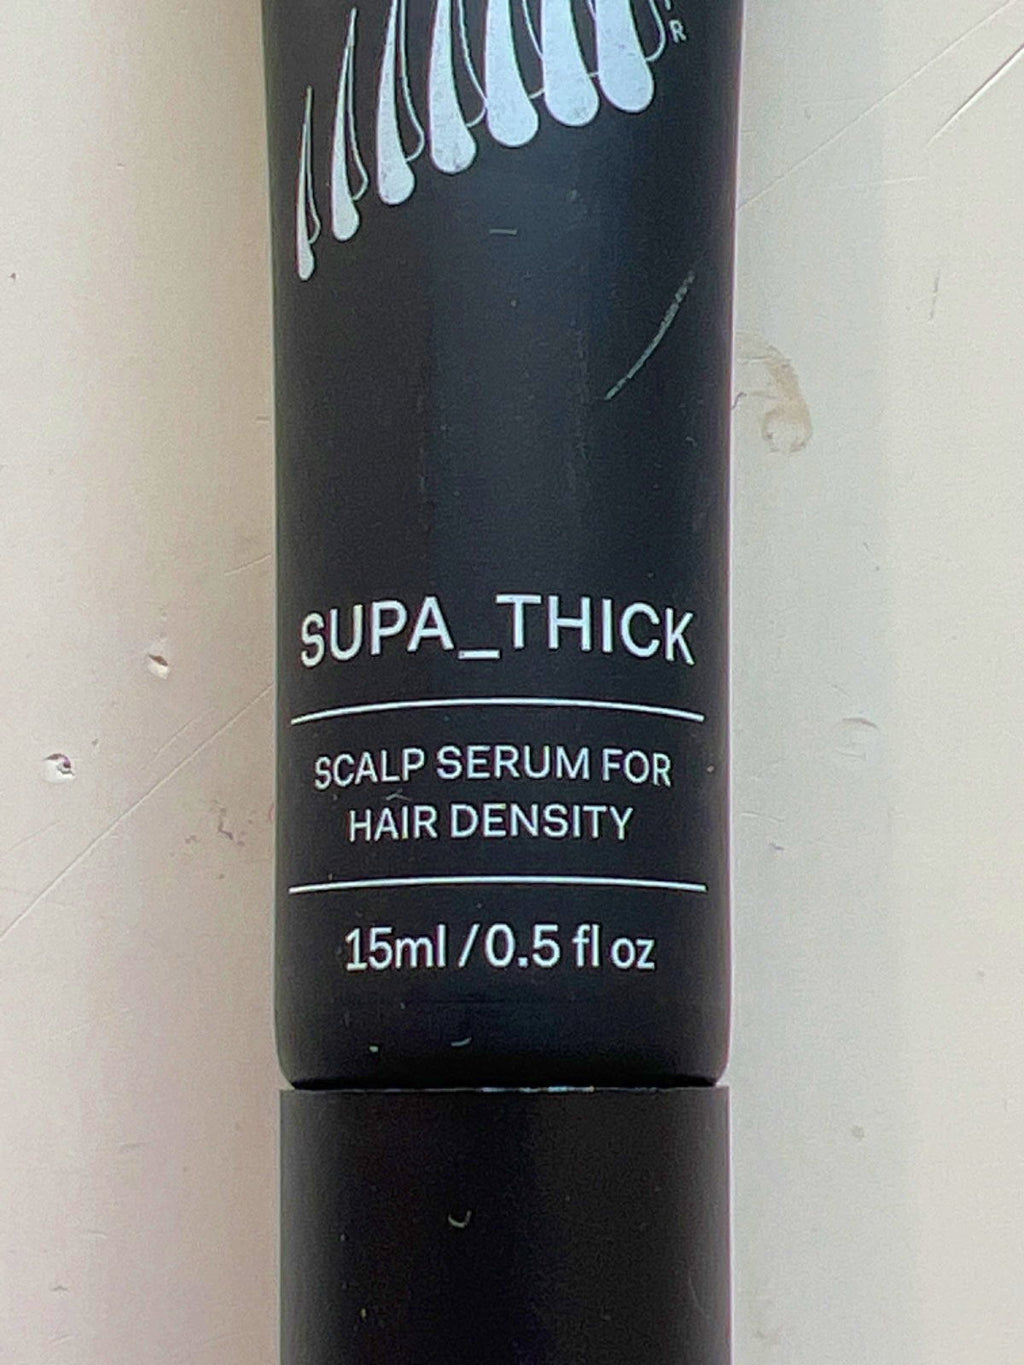 SUPA_THICK
SCALP SERUM FOR
HAIR DENSITY
15ml / 0.5 fl oz